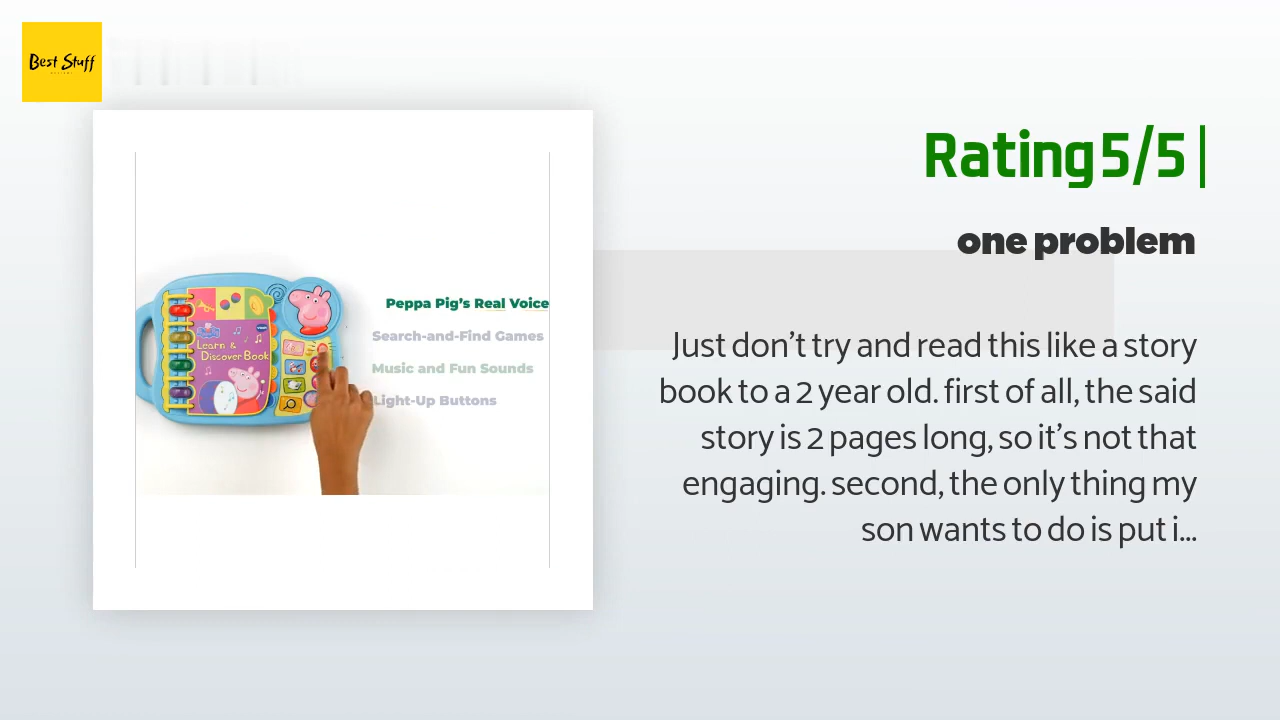 Best Stuff
Rating 5/5
one problem
Just don't try and read this like a story
book to a 2 year old. first of all, the said
story is 2 pages long, so it's not that
engaging. second, the only thing my
son wants to do is put i...
Peppa Pig's Real Voice
Search-and-Find Games
Music and Fun Sounds
Light-Up Buttons
vtech
Learn &
Discover Book